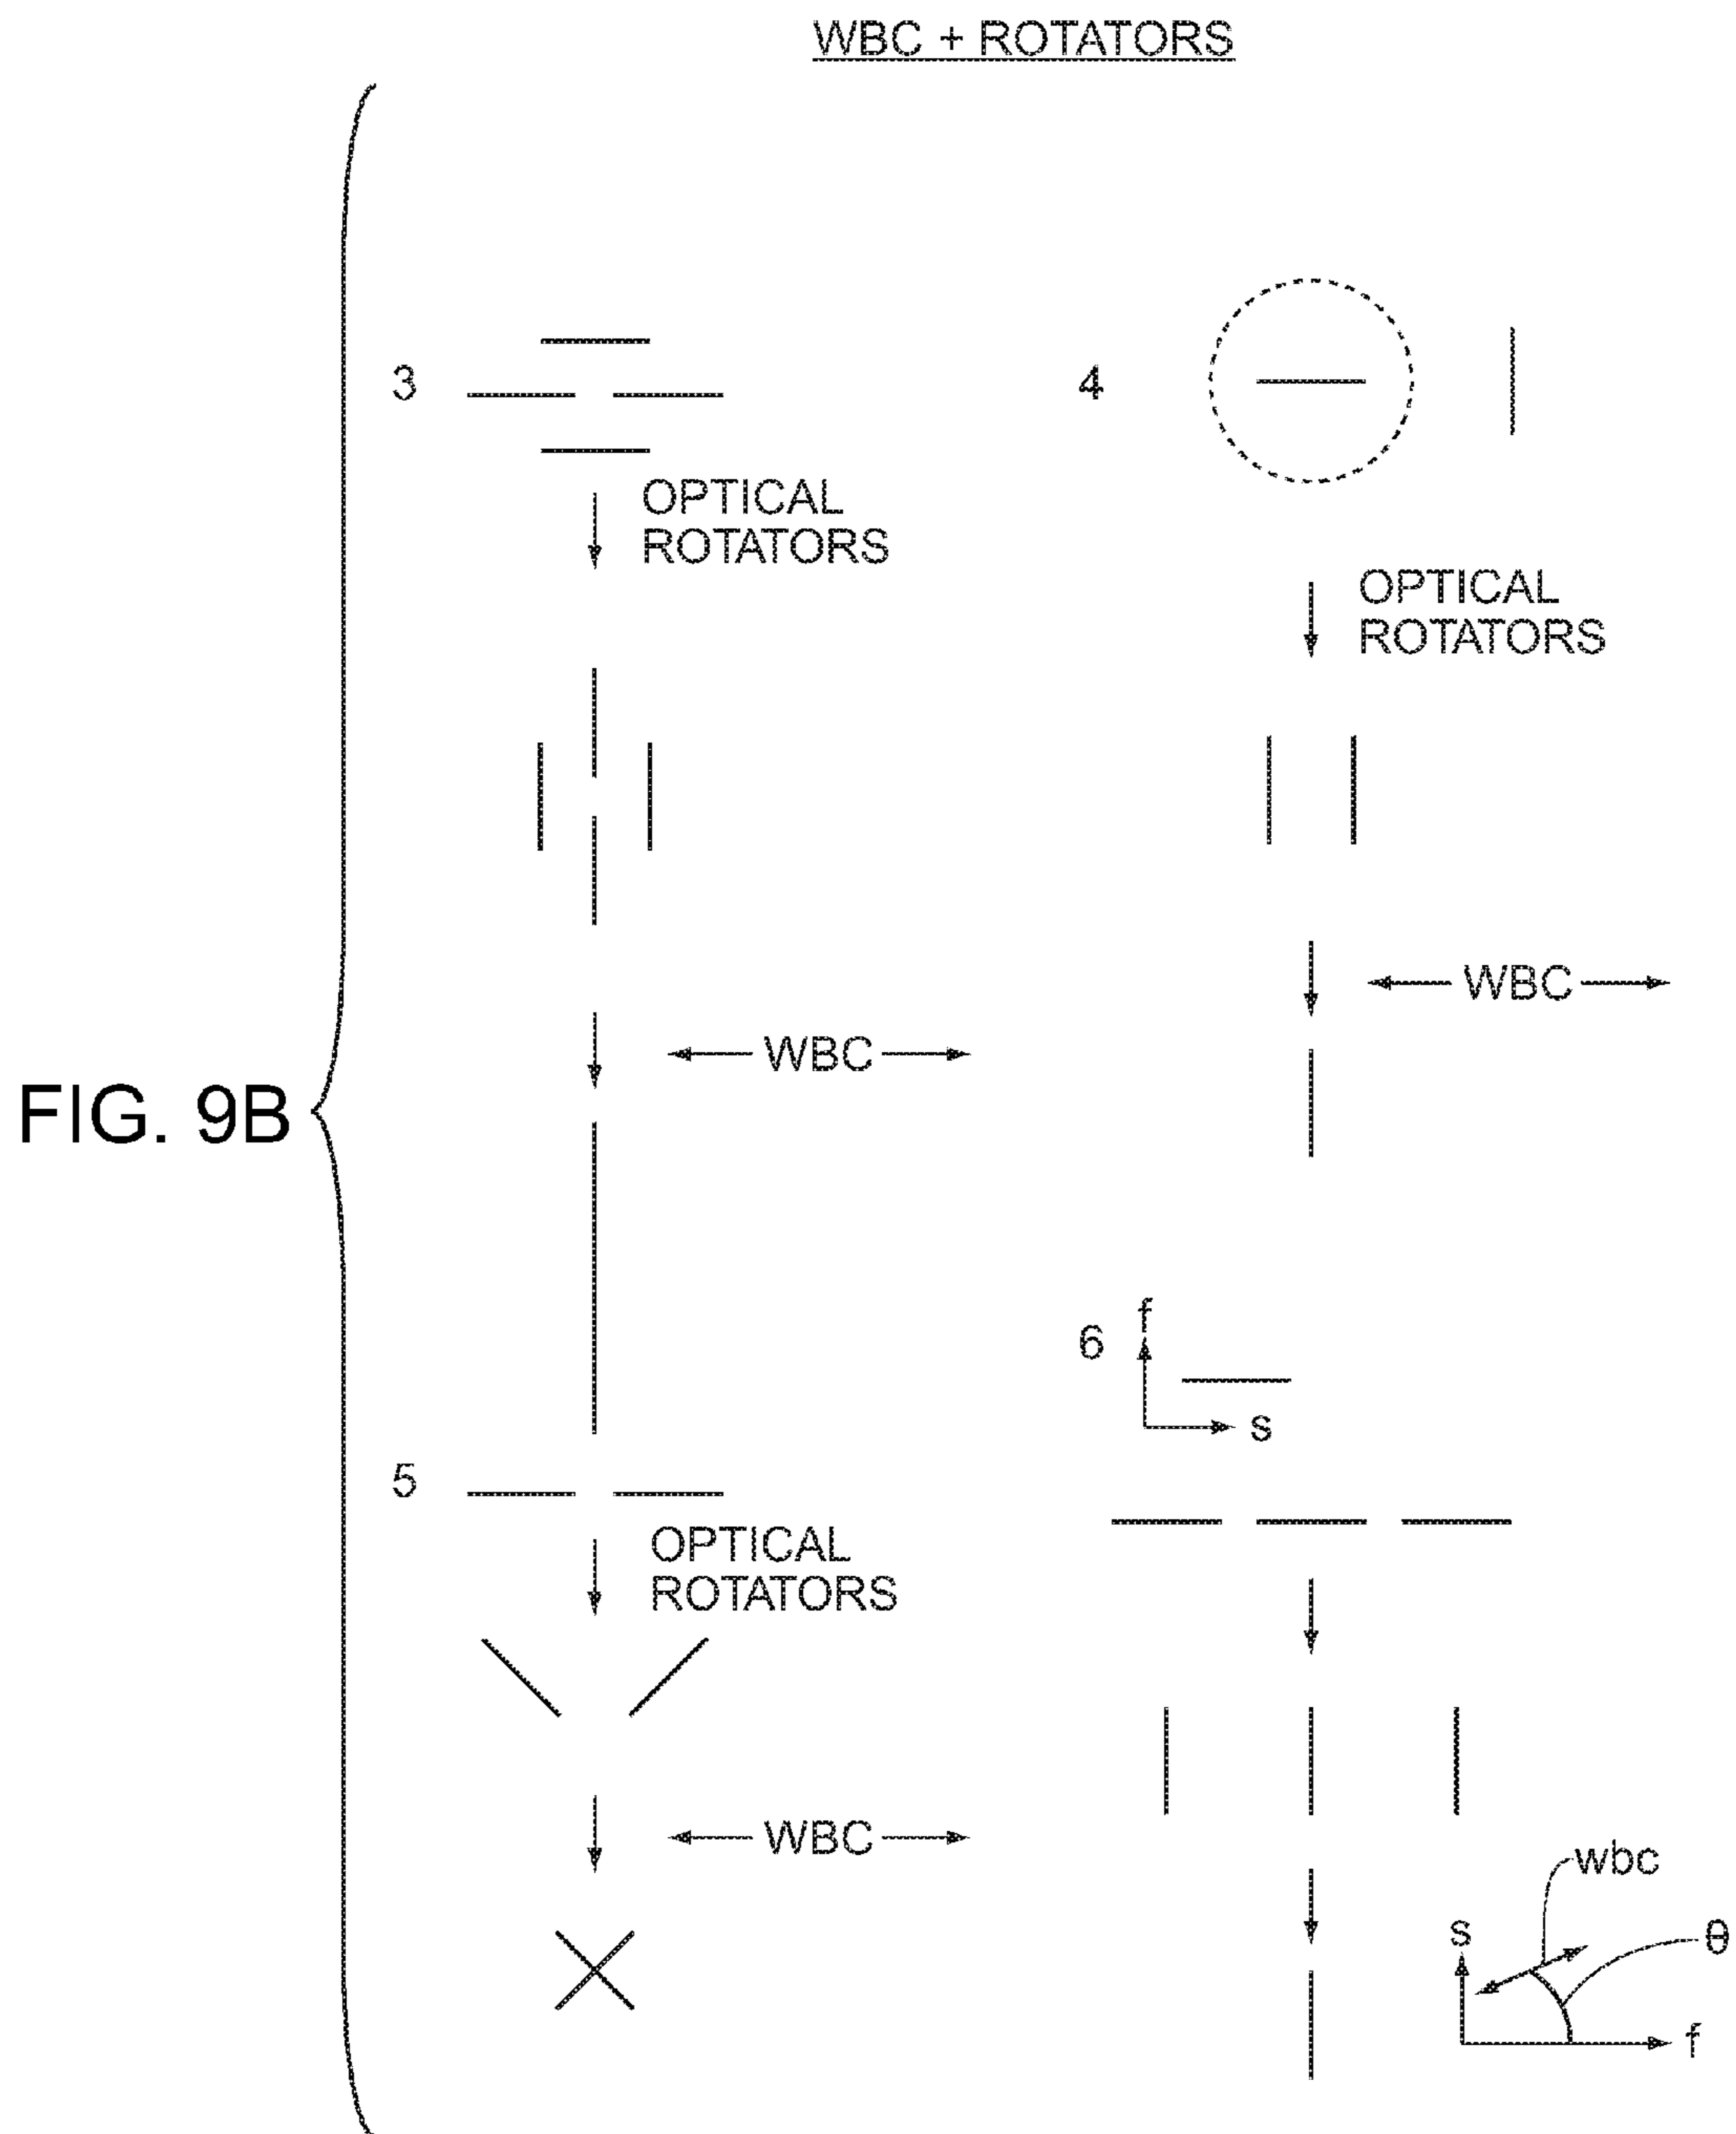 WBC + ROTATORS
3
OPTICAL
ROTATORS
WBC
4
OPTICAL
ROTATORS
WBC
FIG. 9B
5
OPTICAL
ROTATORS
WBC
6
f
s
wbc
s
θ
f